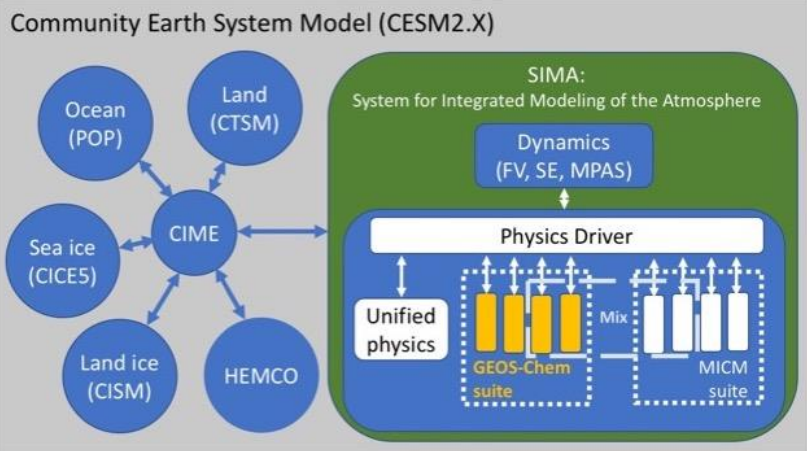 Community Earth System Model (CESM2.X)
Ocean
(POP)
Land
(CTSM)
CIME
Sea ice
(CICE5)
Land ice
(CISM)
HEMCO
SIMA:
System for Integrated Modeling of the Atmosphere
Dynamics
(FV, SE, MPAS)
Physics Driver
Unified
physics
GEOS-Chem
suite
Mix
MICM
suite